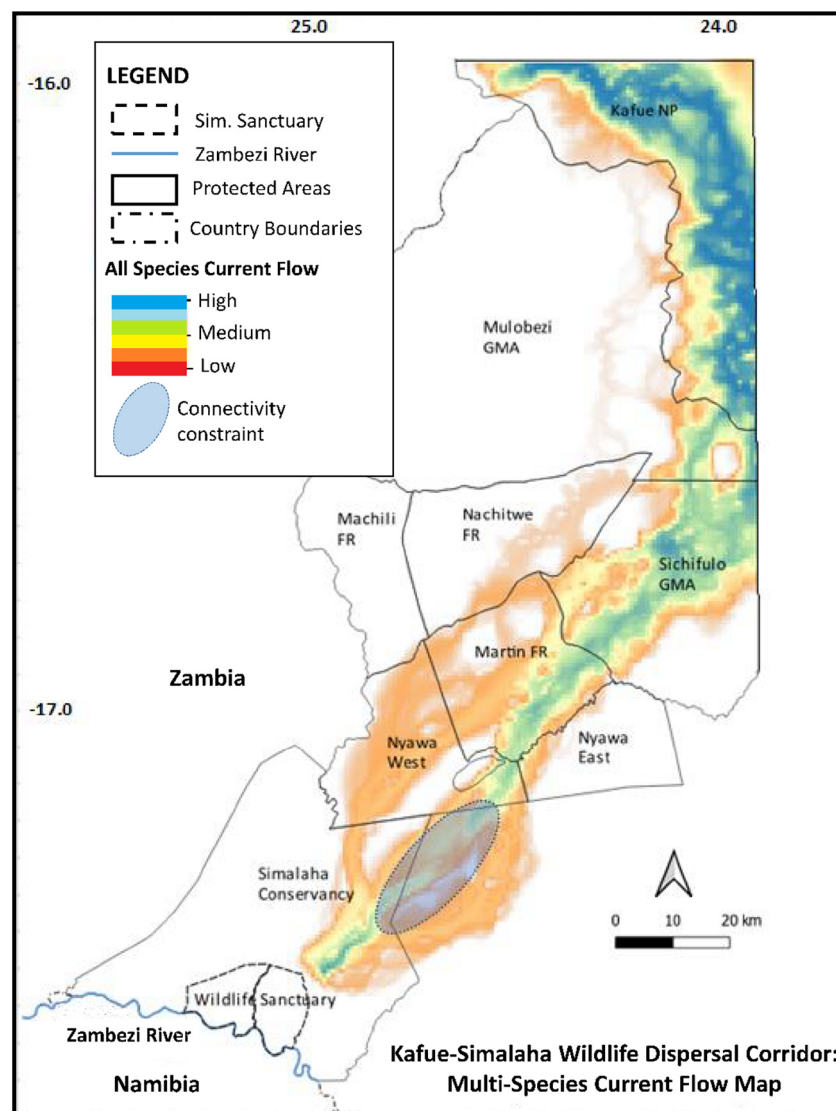 25.0
24.0
-16.0
LEGEND
Sim. Sanctuary
Zambezi River
Protected Areas
Country Boundaries
All Species Current Flow
High
Medium
Low
Connectivity
constraint
Kafue NP
Mulobezi
GMA
Machili
FR
Nachitwe
FR
Sichifulo
GMA
Martin FR
Zambia
-17.0
Nyawa
West
Nyawa
East
Simalaha
Conservancy
0 10 20 km
Wildlife Sanctuary
Zambezi River
Namibia
Kafue-Simalaha Wildlife Dispersal Corridor:
Multi-Species Current Flow Map